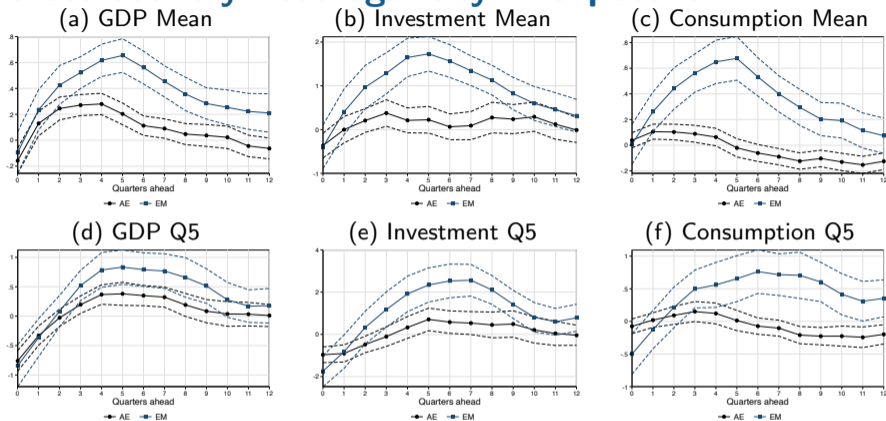 (a) GDP Mean
.8
.6
.4
.2
0
-.2
0 1 2 3 4 5 6 7 8 9 10 11 12
Quarters ahead
AE EM
(b) Investment Mean
2
1
0
-1
0 1 2 3 4 5 6 7 8 9 10 11 12
Quarters ahead
AE EM
(c) Consumption Mean
.8
.6
.4
.2
0
-.2
0 1 2 3 4 5 6 7 8 9 10 11 12
Quarters ahead
AE EM
(d) GDP Q5
1
.5
0
-.5
-1
0 1 2 3 4 5 6 7 8 9 10 11 12
Quarters ahead
AE EM
(e) Investment Q5
4
2
0
-2
0 1 2 3 4 5 6 7 8 9 10 11 12
Quarters ahead
AE EM
(f) Consumption Q5
1
.5
0
-.5
-1
0 1 2 3 4 5 6 7 8 9 10 11 12
Quarters ahead
AE EM